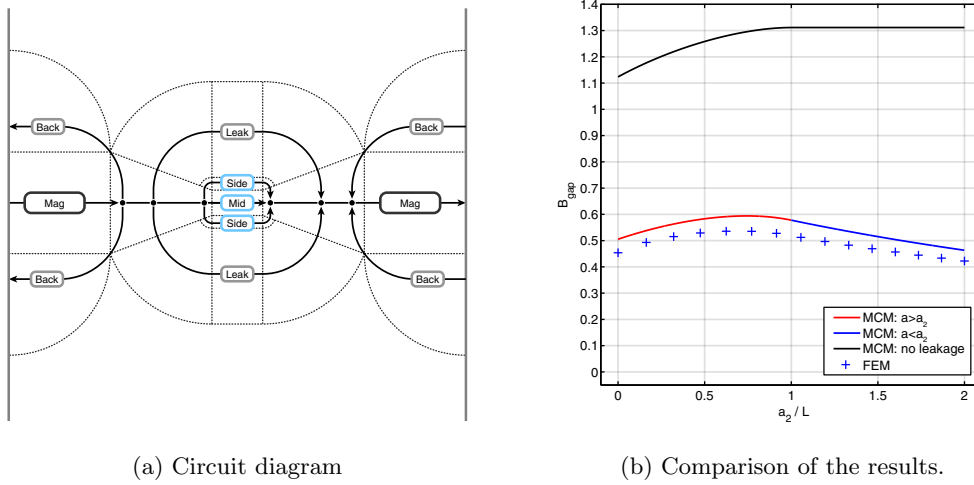 Back
Back
Leak
Side
Mag
Mid
Mag
Side
Back
Leak
Back
(a) Circuit diagram
1.4
1.3
1.2
1.1
1
0.9
0.8
0.7
0.6
0.5
0.4
0.3
0.2
0.1
0
B_gap
0 0.5 1 1.5 2
a_2 / L
MCM: a>a_2
MCM: a<a_2
MCM: no leakage
FEM
(b) Comparison of the results.